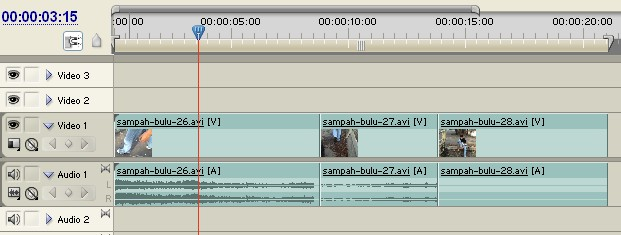 00:00:03:15
:00:00 00:00:05:00 00:00:10:00 00:00:15:00 00:00:20:00
Video 3
Video 2
Video 1
sampah-bulu-26.avi [V] sampah-bulu-27.avi [V] sampah-bulu-28.avi [V]
Audio 1
sampah-bulu-26.avi [A] sampah-bulu-27.avi [A] sampah-bulu-28.avi [A]
L
R
Audio 2